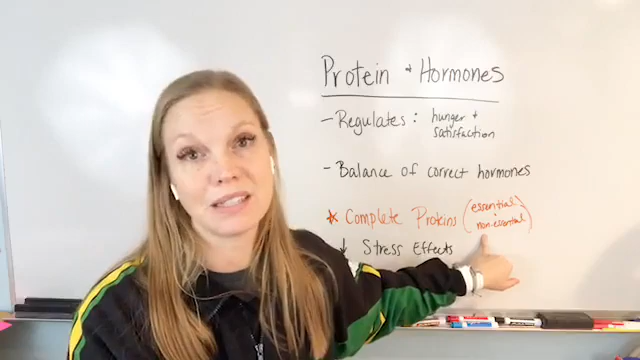 Protein + Hormones
- Regulates: hunger +
satisfaction
- Balance of correct hormones
* Complete Proteins (essential +
non-essential)
↓ Stress Effects